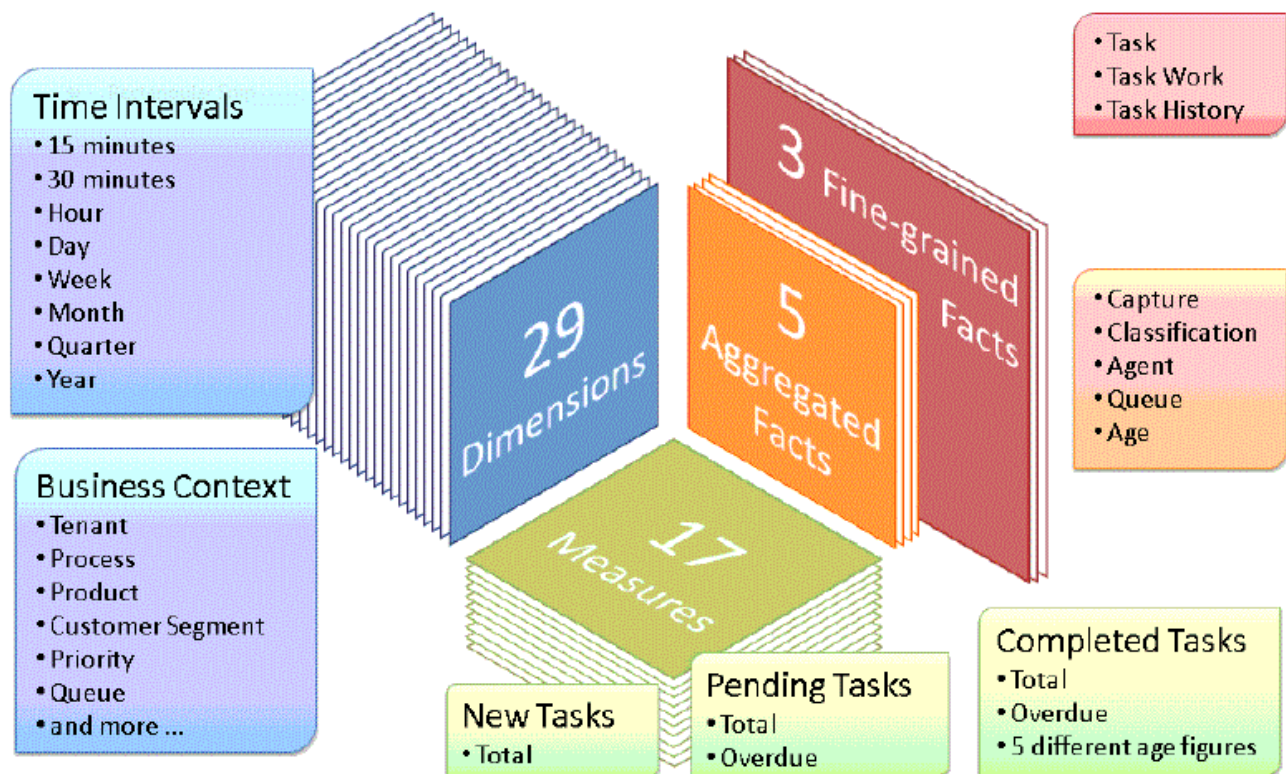 Time Intervals
• 15 minutes
• 30 minutes
• Hour
• Day
• Week
• Month
• Quarter
• Year
Business Context
• Tenant
• Process
• Product
• Customer Segment
• Priority
• Queue
• and more ...
29
Dimensions
3 Fine-grained
Facts
5
Aggregated
Facts
17
Measures
• Task
• Task Work
• Task History
• Capture
• Classification
• Agent
• Queue
• Age
New Tasks
• Total
Pending Tasks
• Total
• Overdue
Completed Tasks
• Total
• Overdue
• 5 different age figures